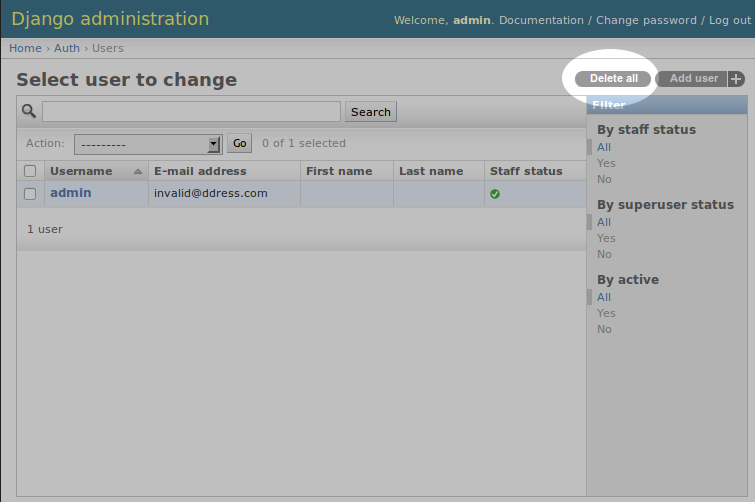 Django administration
Welcome, admin. Documentation / Change password / Log out
Home › Auth › Users
Select user to change
Delete all
Add user
Search
Filter
Action:
---------
Go
0 of 1 selected
Username
E-mail address
First name
Last name
Staff status
admin
invalid@ddress.com
1 user
By staff status
All
Yes
No
By superuser status
All
Yes
No
By active
All
Yes
No